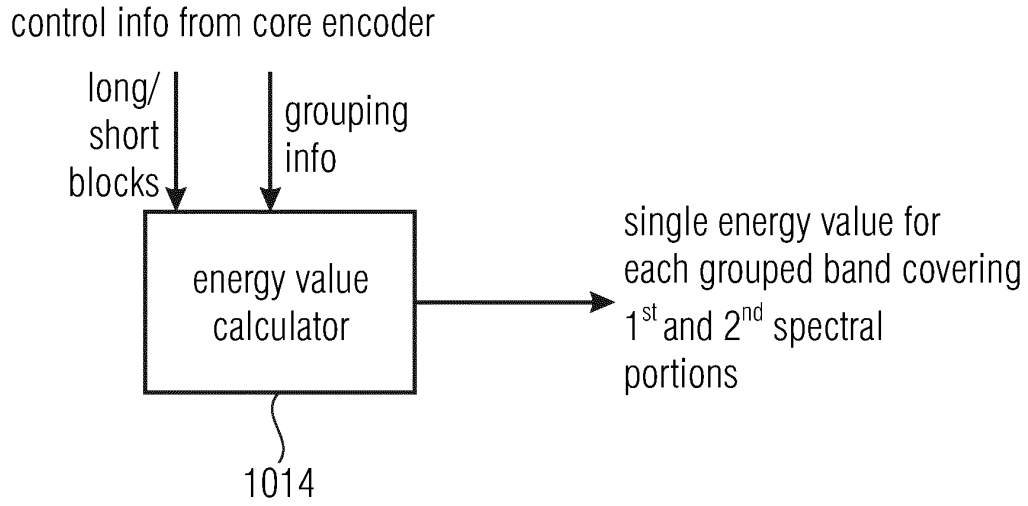 control info from core encoder
long/
short
blocks
grouping
info
energy value
calculator
single energy value for
each grouped band covering
1st and 2nd spectral
portions
1014